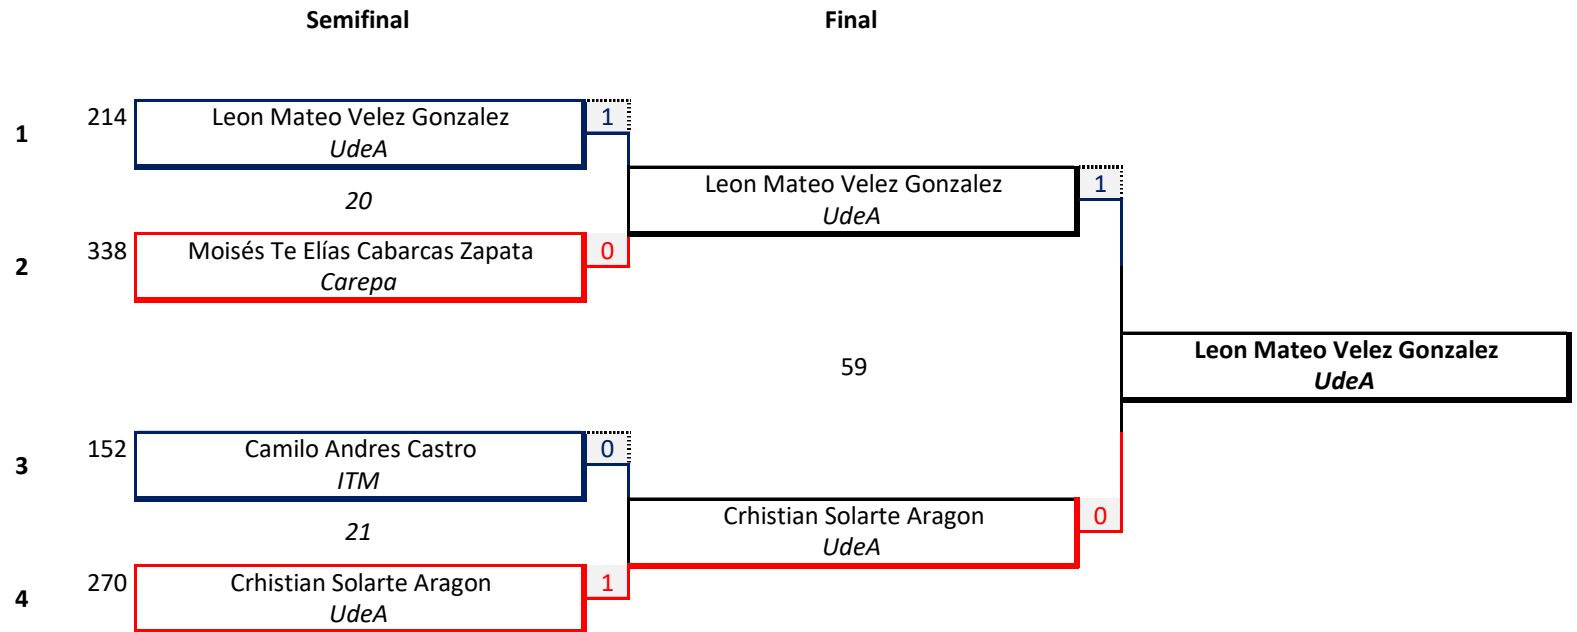 Semifinal Final
214 Leon Mateo Velez Gonzalez 1
1
UdeA
20
Leon Mateo Velez Gonzalez 1
UdeA
338 Moisés Te Elías Cabarcas Zapata 0
2
Carepa
59
Leon Mateo Velez Gonzalez
UdeA
152 Camilo Andres Castro 0
3
ITM
21
Crhistian Solarte Aragon 0
UdeA
270 Crhistian Solarte Aragon 1
4
UdeA